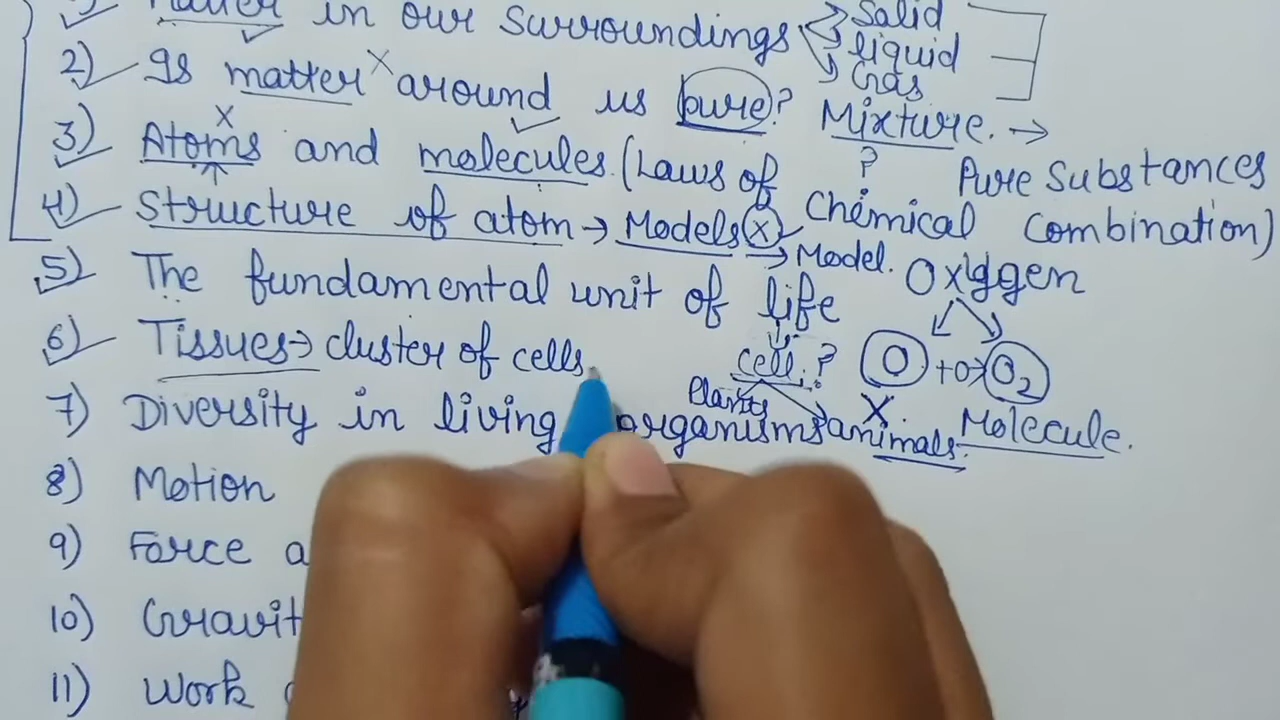 1) Matter in our surroundings Salid
liquid
Gas
2) Is matter x around us pure? Mixture. →
?
Pure Substances
3) Atoms and molecules. (Laws of Chemical Combination)
4) Structure of atom → Models x → Model.
5) The fundamental unit of life
cell. ?
Plants animals.
Oxygen
O + O → O2
x Molecule.
6) Tissues → cluster of cells
7) Diversity in living organisms
8) Motion
9) Force a
10) Gravit
11) Work